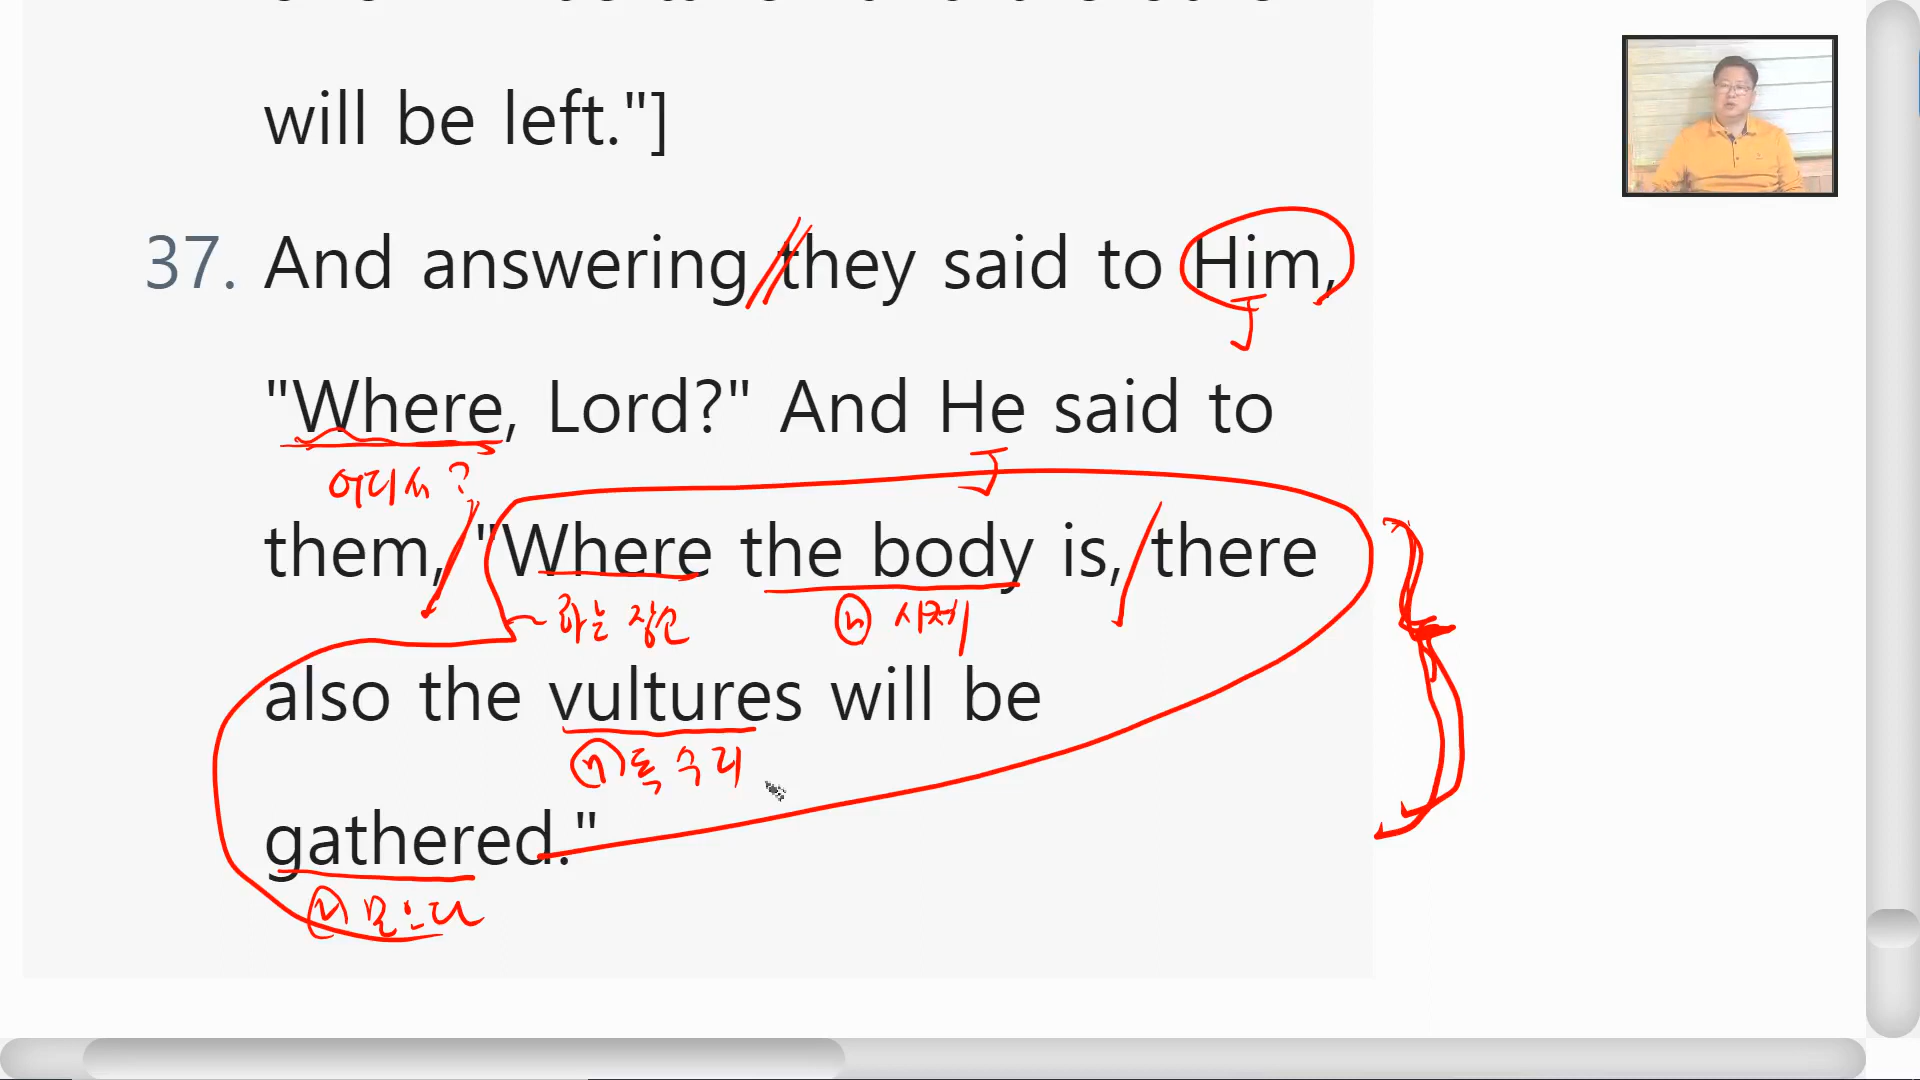 will be left."]
37. And answering they said to Him,
J
"Where, Lord?" And He said to
어디서?
J
them, "Where the body is, there
하는 장소
n 시체
also the vultures will be
n 독수리
gathered."
v 모인다